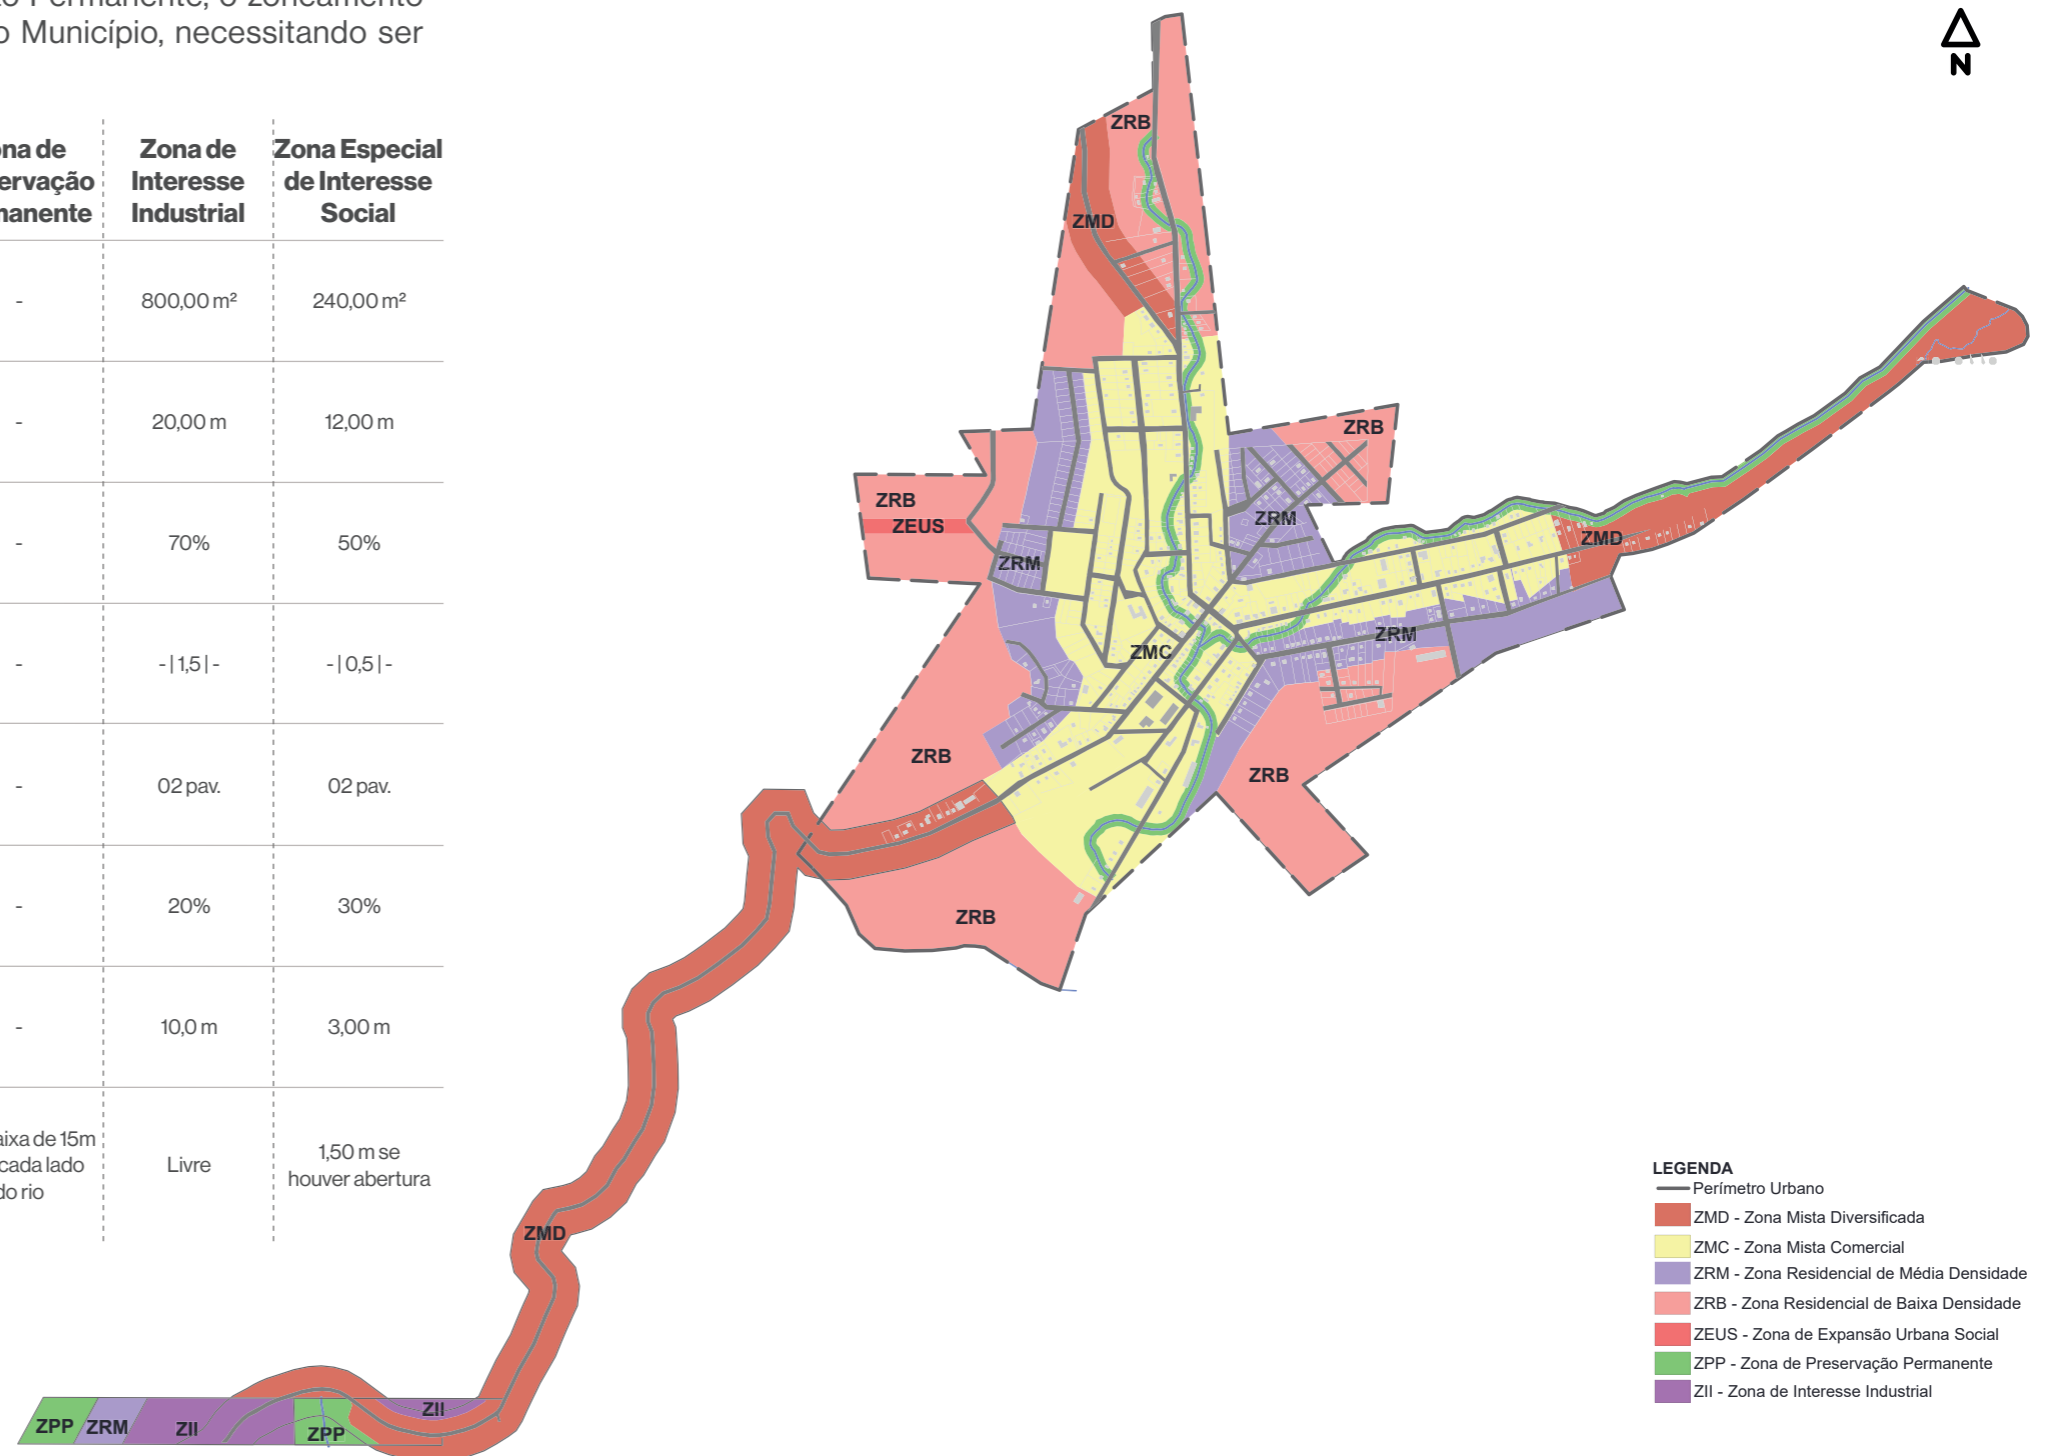 Permanente, o zoneamento
Município, necessitando ser
Zona de
Interesse
Industrial
Zona Especial
de Interesse
Social
-
800,00 m²
240,00 m²
-
20,00 m
12,00 m
-
70%
50%
-
-|1,5|-
-|0,5|-
-
02 pav.
02 pav.
-
20%
30%
-
10,0 m
3,00 m
de 15m
cada lado
do rio
Livre
1,50 m se
houver abertura
N
ZRB
ZMD
ZRB
ZRB
ZEUS
ZRM
ZRM
ZMD
ZRM
ZMC
ZRB
ZRB
ZRB
ZMD
ZII
ZPP
ZRM
ZII
ZPP
LEGENDA
Perímetro Urbano
ZMD - Zona Mista Diversificada
ZMC - Zona Mista Comercial
ZRM - Zona Residencial de Média Densidade
ZRB - Zona Residencial de Baixa Densidade
ZEUS - Zona de Expansão Urbana Social
ZPP - Zona de Preservação Permanente
ZII - Zona de Interesse Industrial